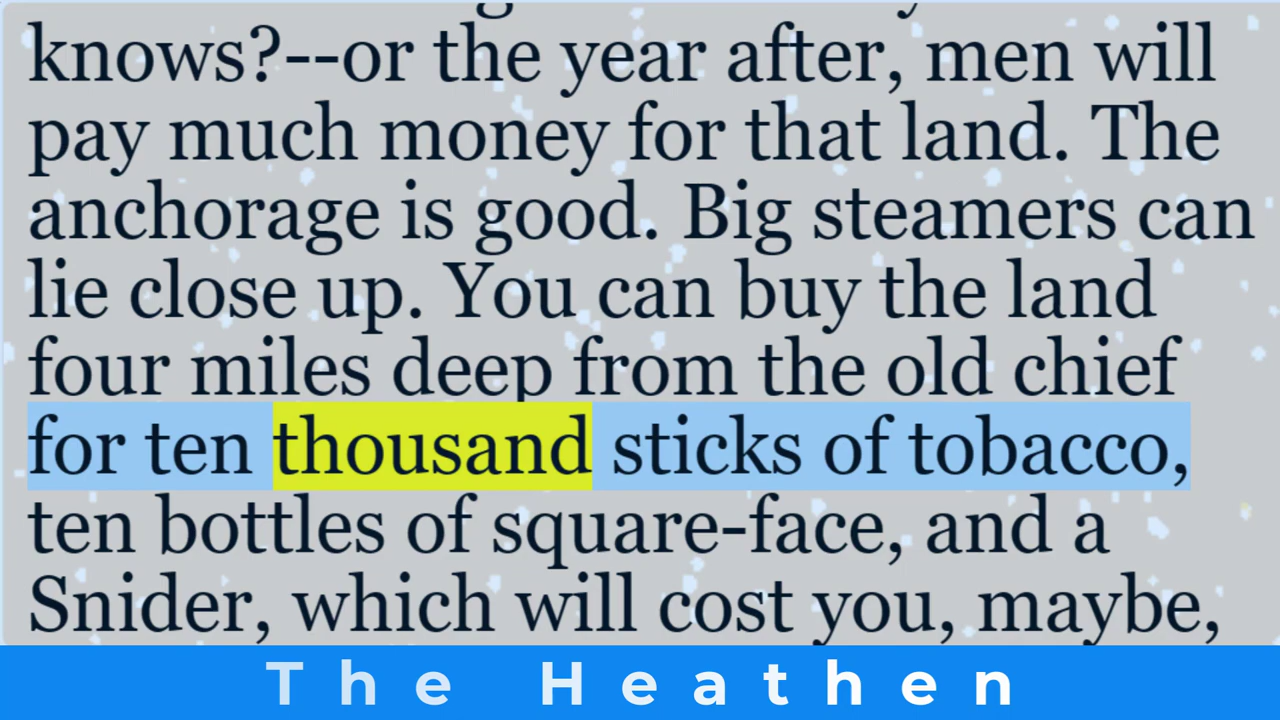 knows?--or the year after, men will
pay much money for that land. The
anchorage is good. Big steamers can
lie close up. You can buy the land
four miles deep from the old chief
for ten thousand sticks of tobacco,
ten bottles of square-face, and a
Snider, which will cost you, maybe,
The Heathen